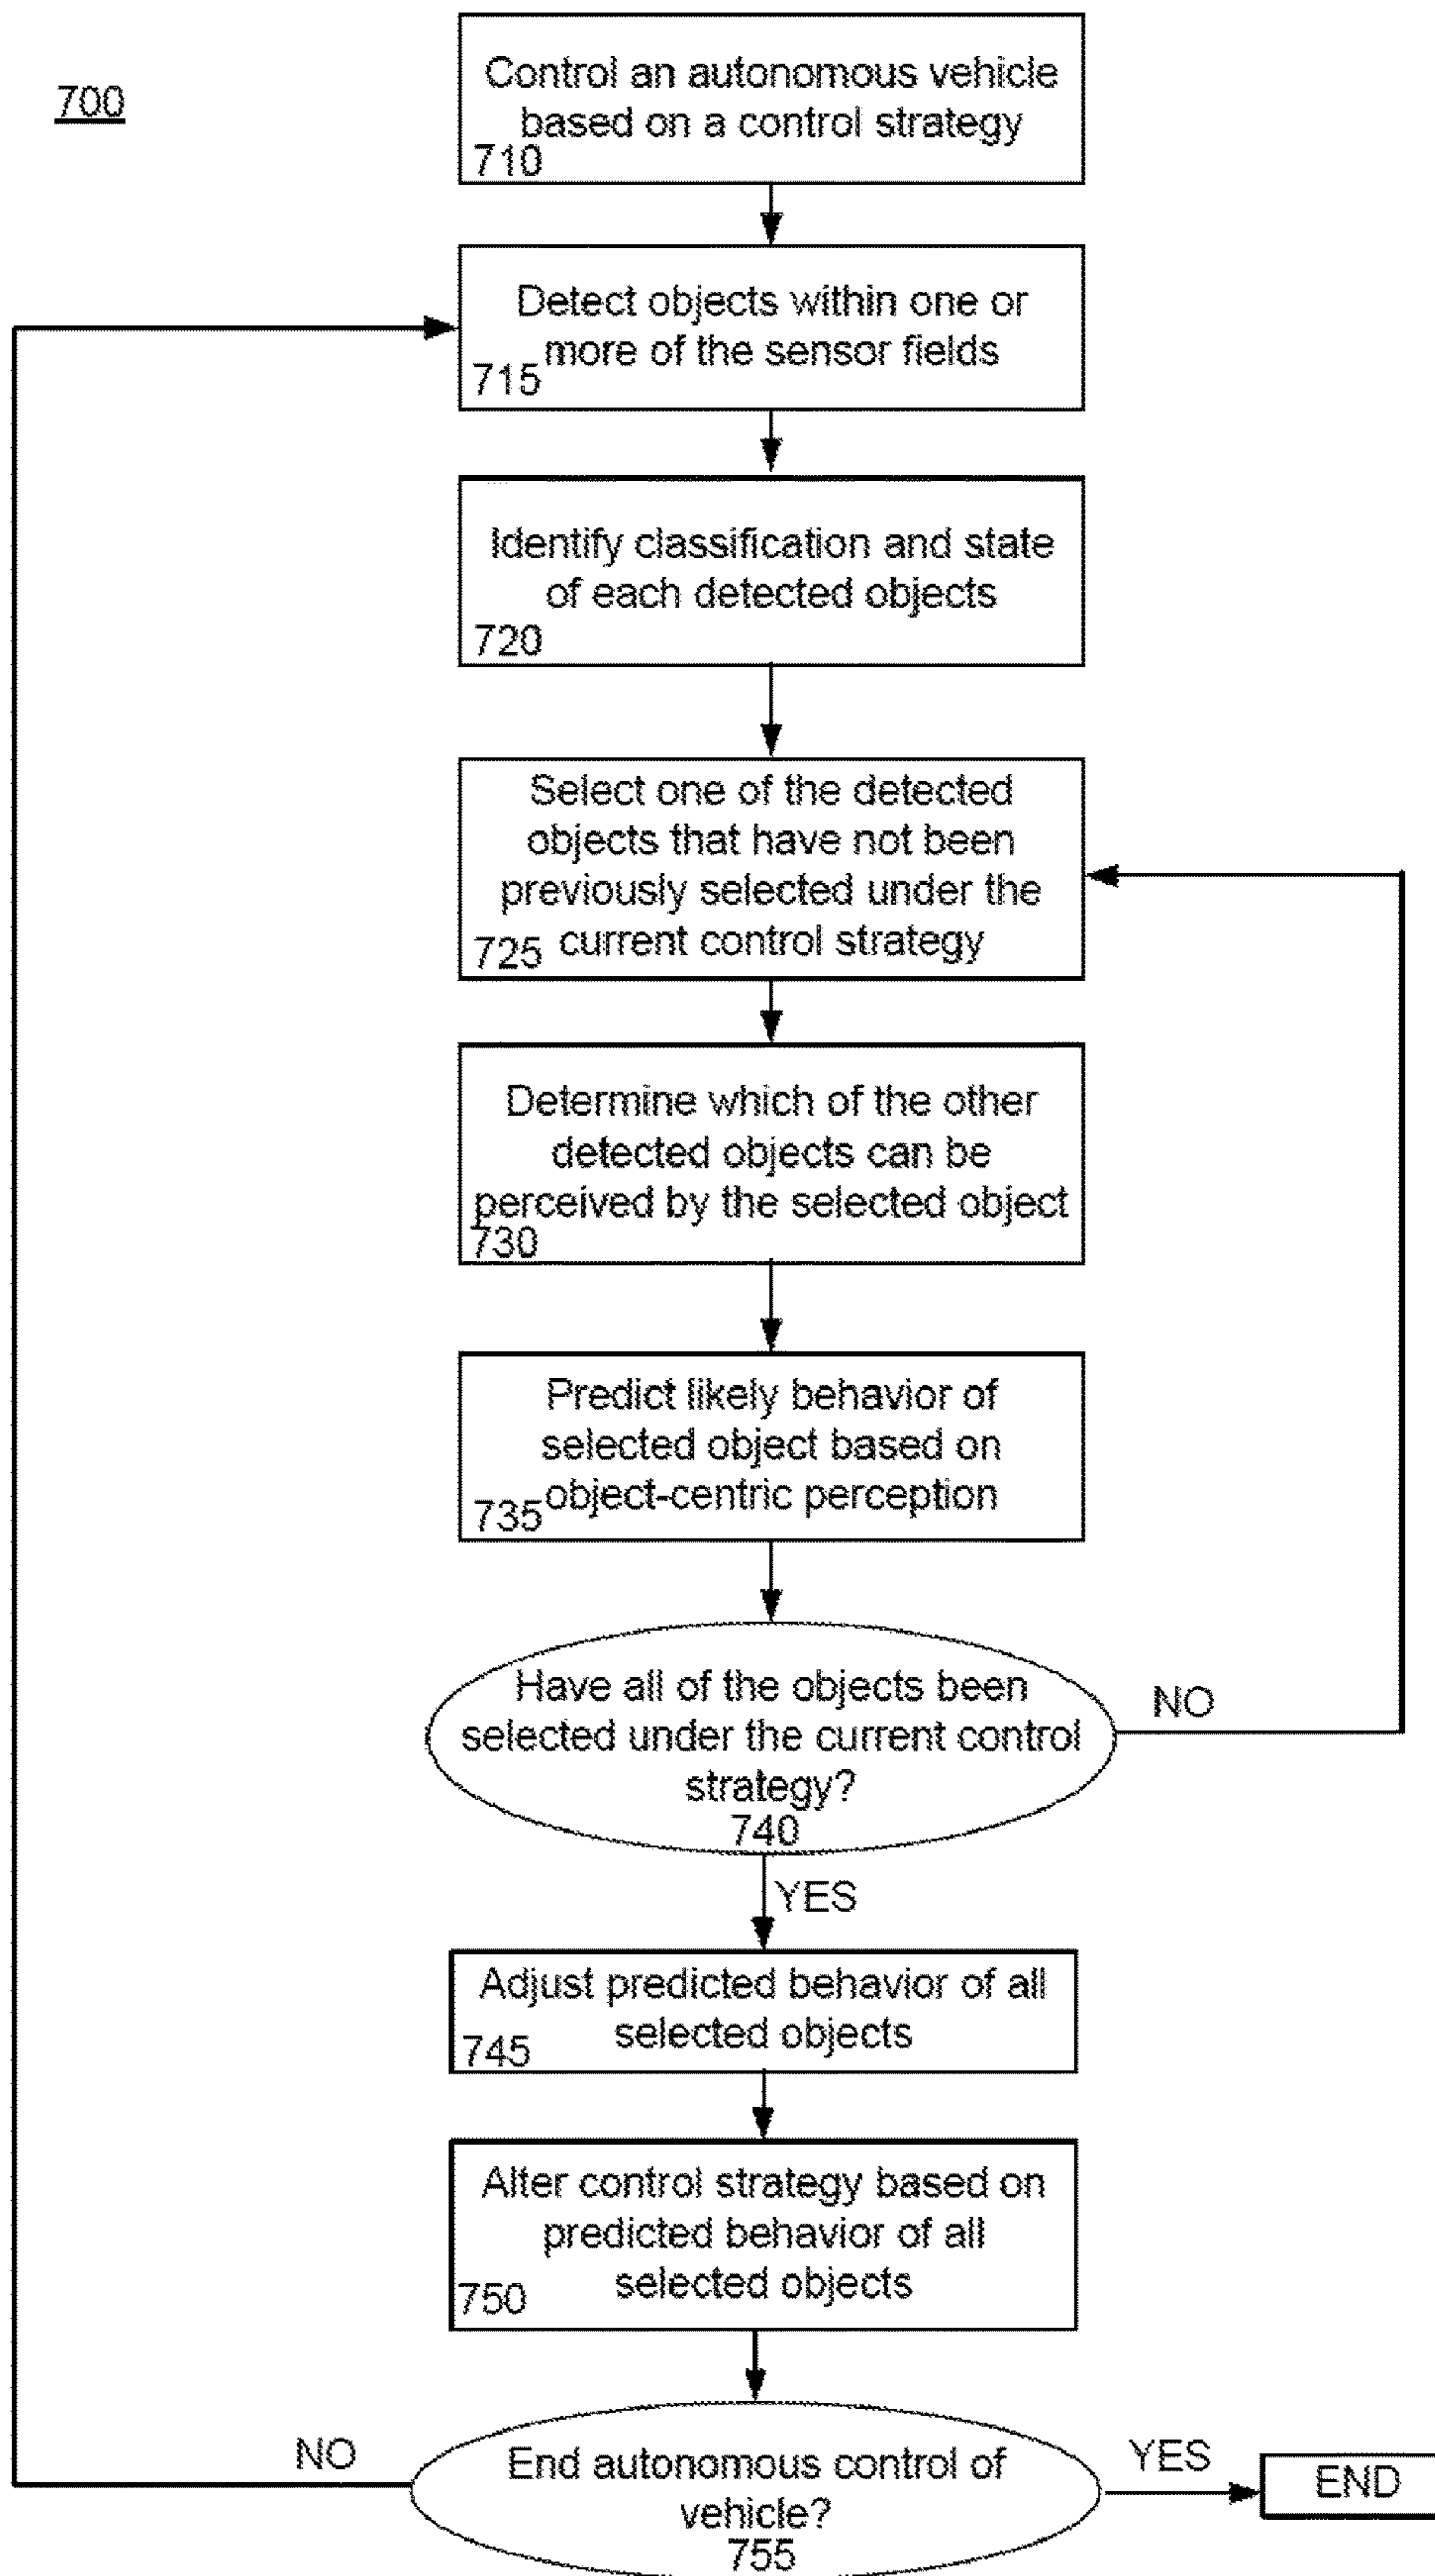 700
Control an autonomous vehicle
based on a control strategy
710
Detect objects within one or
more of the sensor fields
715
Identify classification and state
of each detected objects
720
Select one of the detected
objects that have not been
previously selected under the
current control strategy
725
Determine which of the other
detected objects can be
perceived by the selected object
730
Predict likely behavior of
selected object based on
object-centric perception
735
Have all of the objects been
selected under the current control
strategy?
740
NO
YES
Adjust predicted behavior of all
selected objects
745
Alter control strategy based on
predicted behavior of all
selected objects
750
NO
End autonomous control of
vehicle?
755
YES
END